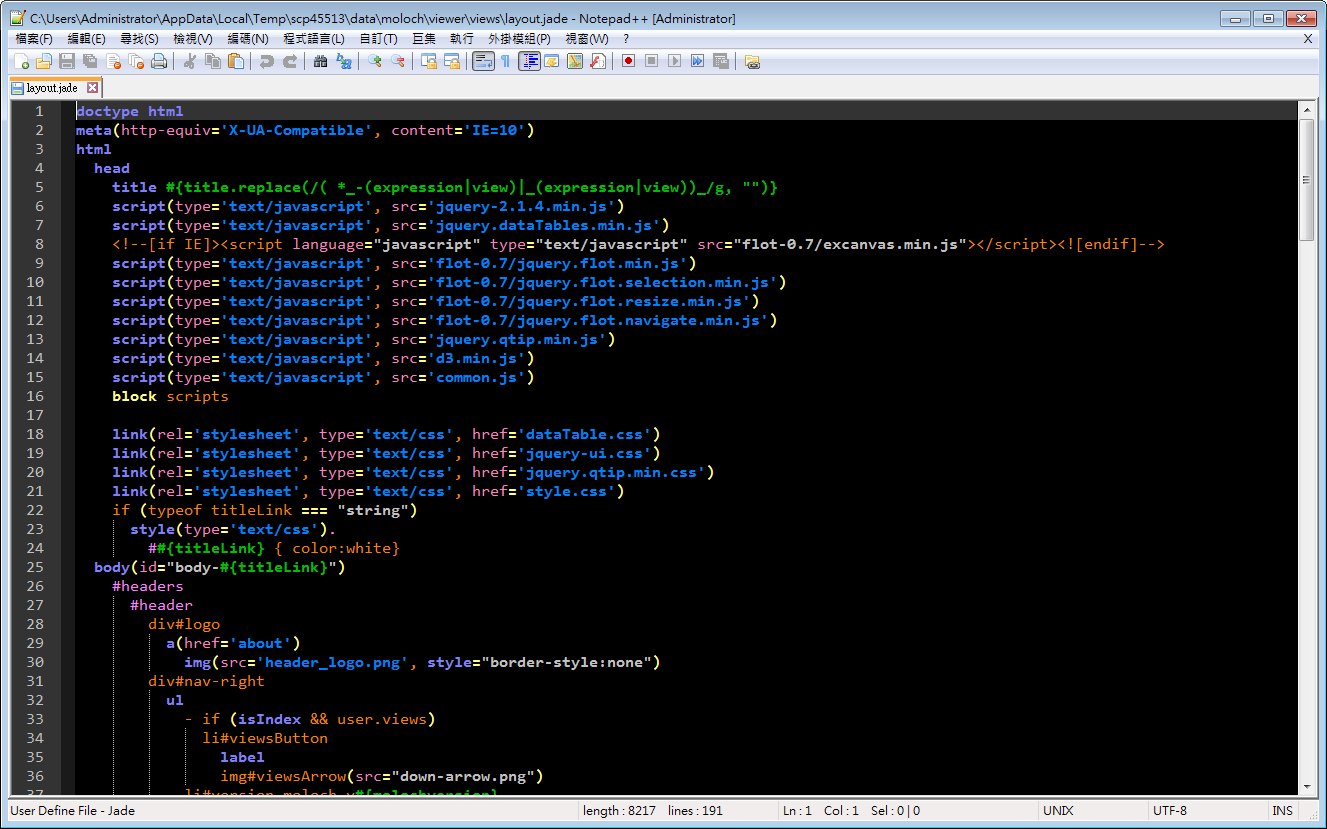 C:\Users\Administrator\AppData\Local\Temp\scp45513\data\moloch\viewer\views\layout.jade - Notepad++ [Administrator]
檔案(F) 編輯(E) 尋找(S) 檢視(V) 編碼(N) 程式語言(L) 自訂(T) 巨集 執行 外掛模組(P) 視窗(W) ? X
layout.jade
1 doctype html
2 meta(http-equiv='X-UA-Compatible', content='IE=10')
3 html
4 head
5 title #{title.replace(/( *_-(expression|view)|_(expression|view))_/g, "")}
6 script(type='text/javascript', src='jquery-2.1.4.min.js')
7 script(type='text/javascript', src='jquery.dataTables.min.js')
8 <!--[if IE]><script language="javascript" type="text/javascript" src="flot-0.7/excanvas.min.js"></script><![endif]-->
9 script(type='text/javascript', src='flot-0.7/jquery.flot.min.js')
10 script(type='text/javascript', src='flot-0.7/jquery.flot.selection.min.js')
11 script(type='text/javascript', src='flot-0.7/jquery.flot.resize.min.js')
12 script(type='text/javascript', src='flot-0.7/jquery.flot.navigate.min.js')
13 script(type='text/javascript', src='jquery.qtip.min.js')
14 script(type='text/javascript', src='d3.min.js')
15 script(type='text/javascript', src='common.js')
16 block scripts
17
18 link(rel='stylesheet', type='text/css', href='dataTable.css')
19 link(rel='stylesheet', type='text/css', href='jquery-ui.css')
20 link(rel='stylesheet', type='text/css', href='jquery.qtip.min.css')
21 link(rel='stylesheet', type='text/css', href='style.css')
22 if (typeof titleLink === "string")
23 style(type='text/css').
24 ##{titleLink} { color:white}
25 body(id="body-#{titleLink}")
26 #headers
27 #header
28 div#logo
29 a(href='about')
30 img(src='header_logo.png', style="border-style:none")
31 div#nav-right
32 ul
33 - if (isIndex && user.views)
34 li#viewsButton
35 label
36 img#viewsArrow(src="down-arrow.png")
37 li#version moloch v#{molochversion}
User Define File - Jade length : 8217 lines : 191 Ln : 1 Col : 1 Sel : 0 | 0 UNIX UTF-8 INS